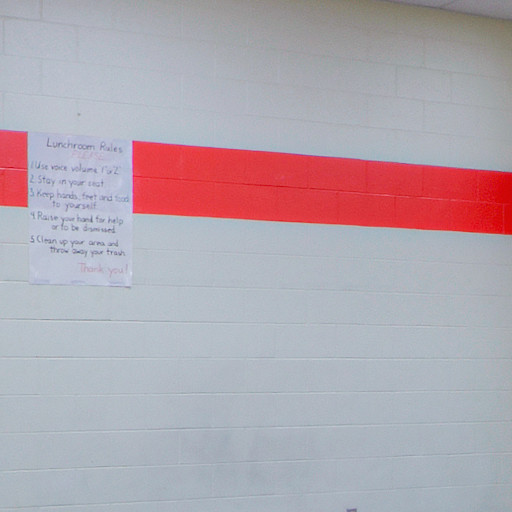 Lunchroom Rules
1. Use voice volume 1 or 2
2. Stay in your seat.
3. Keep hands, feet and food
to yourself.
4. Raise your hand for help
or to be dismissed.
5. Clean up your area and
throw away your trash.
Thank you!